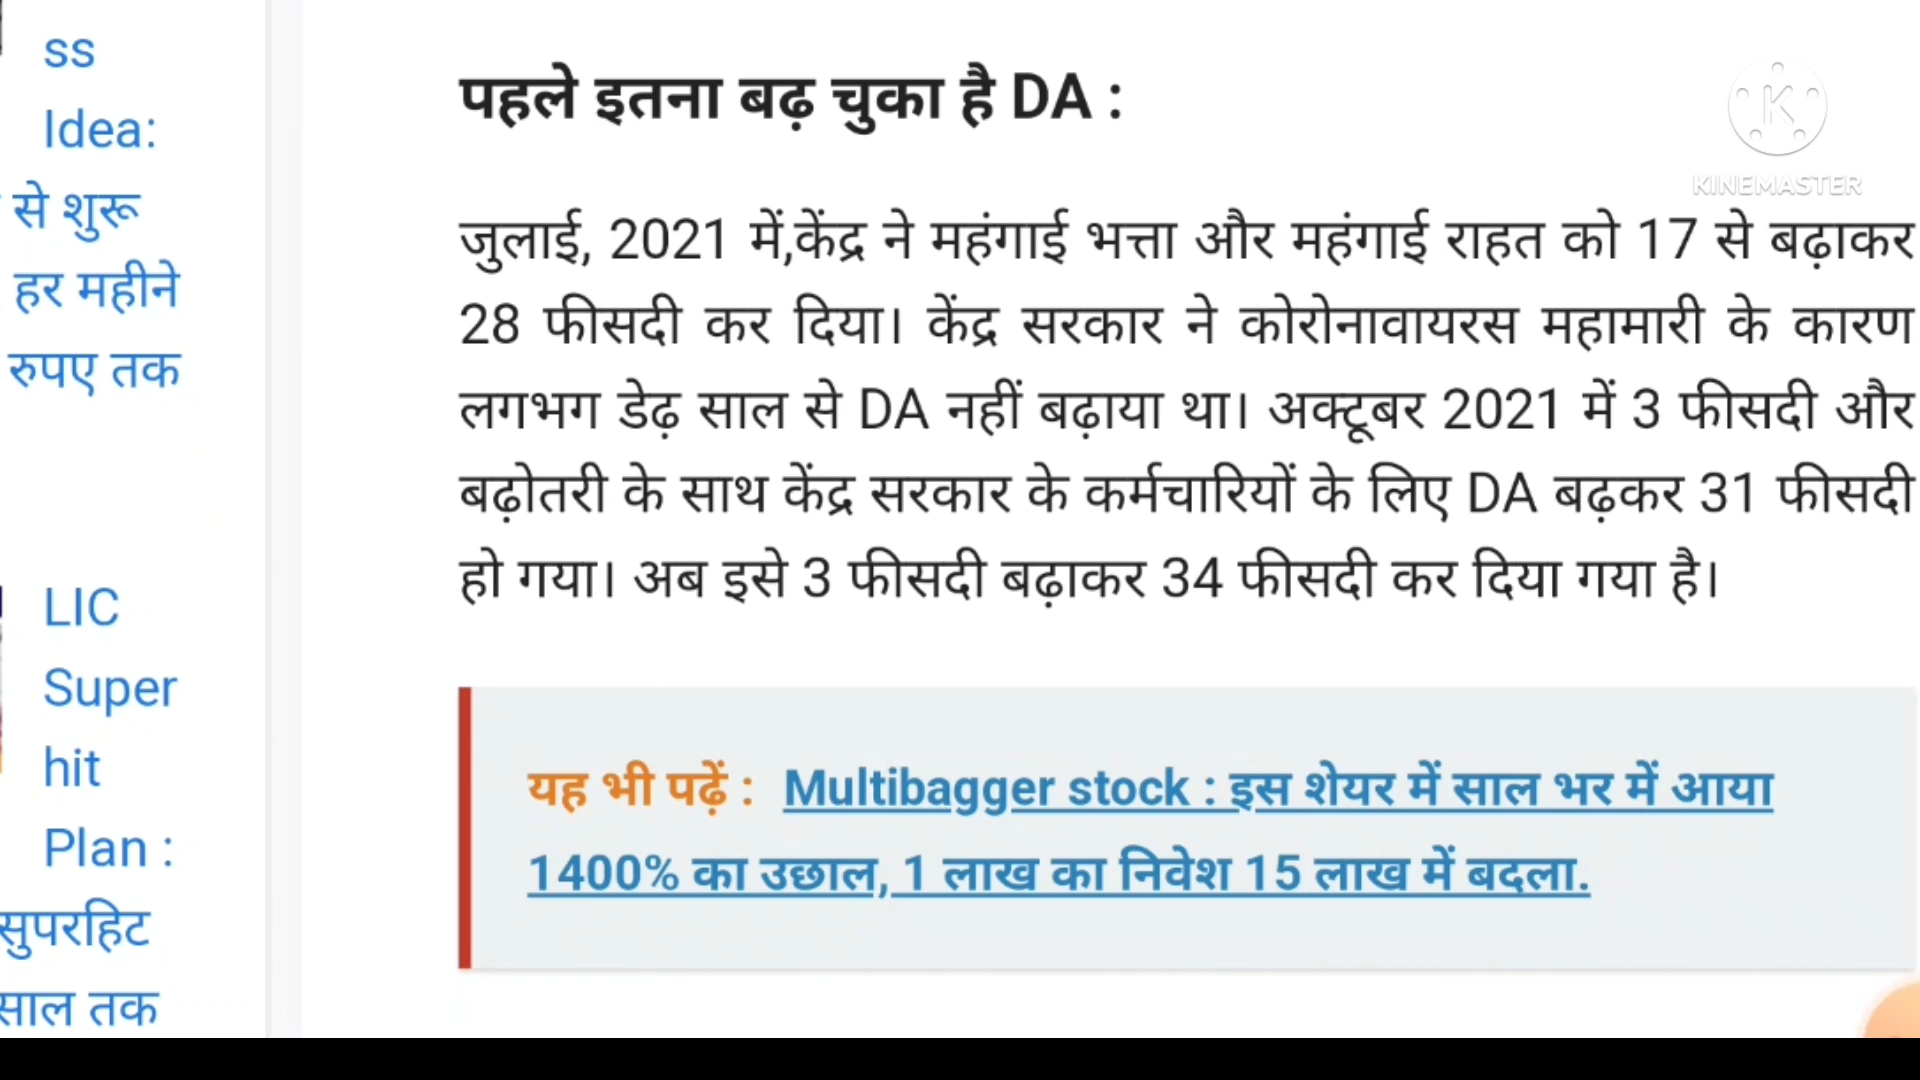 ss
Idea:
से शुरू
हर महीने
रुपए तक
LIC
Super
hit
Plan :
सुपरहिट
साल तक
पहले इतना बढ़ चुका है DA :
KINEMASTER
जुलाई, 2021 में,केंद्र ने महंगाई भत्ता और महंगाई राहत को 17 से बढ़ाकर
28 फीसदी कर दिया। केंद्र सरकार ने कोरोनावायरस महामारी के कारण
लगभग डेढ़ साल से DA नहीं बढ़ाया था। अक्टूबर 2021 में 3 फीसदी और
बढ़ोतरी के साथ केंद्र सरकार के कर्मचारियों के लिए DA बढ़कर 31 फीसदी
हो गया। अब इसे 3 फीसदी बढ़ाकर 34 फीसदी कर दिया गया है।
यह भी पढ़ें : Multibagger stock : इस शेयर में साल भर में आया
1400% का उछाल, 1 लाख का निवेश 15 लाख में बदला.